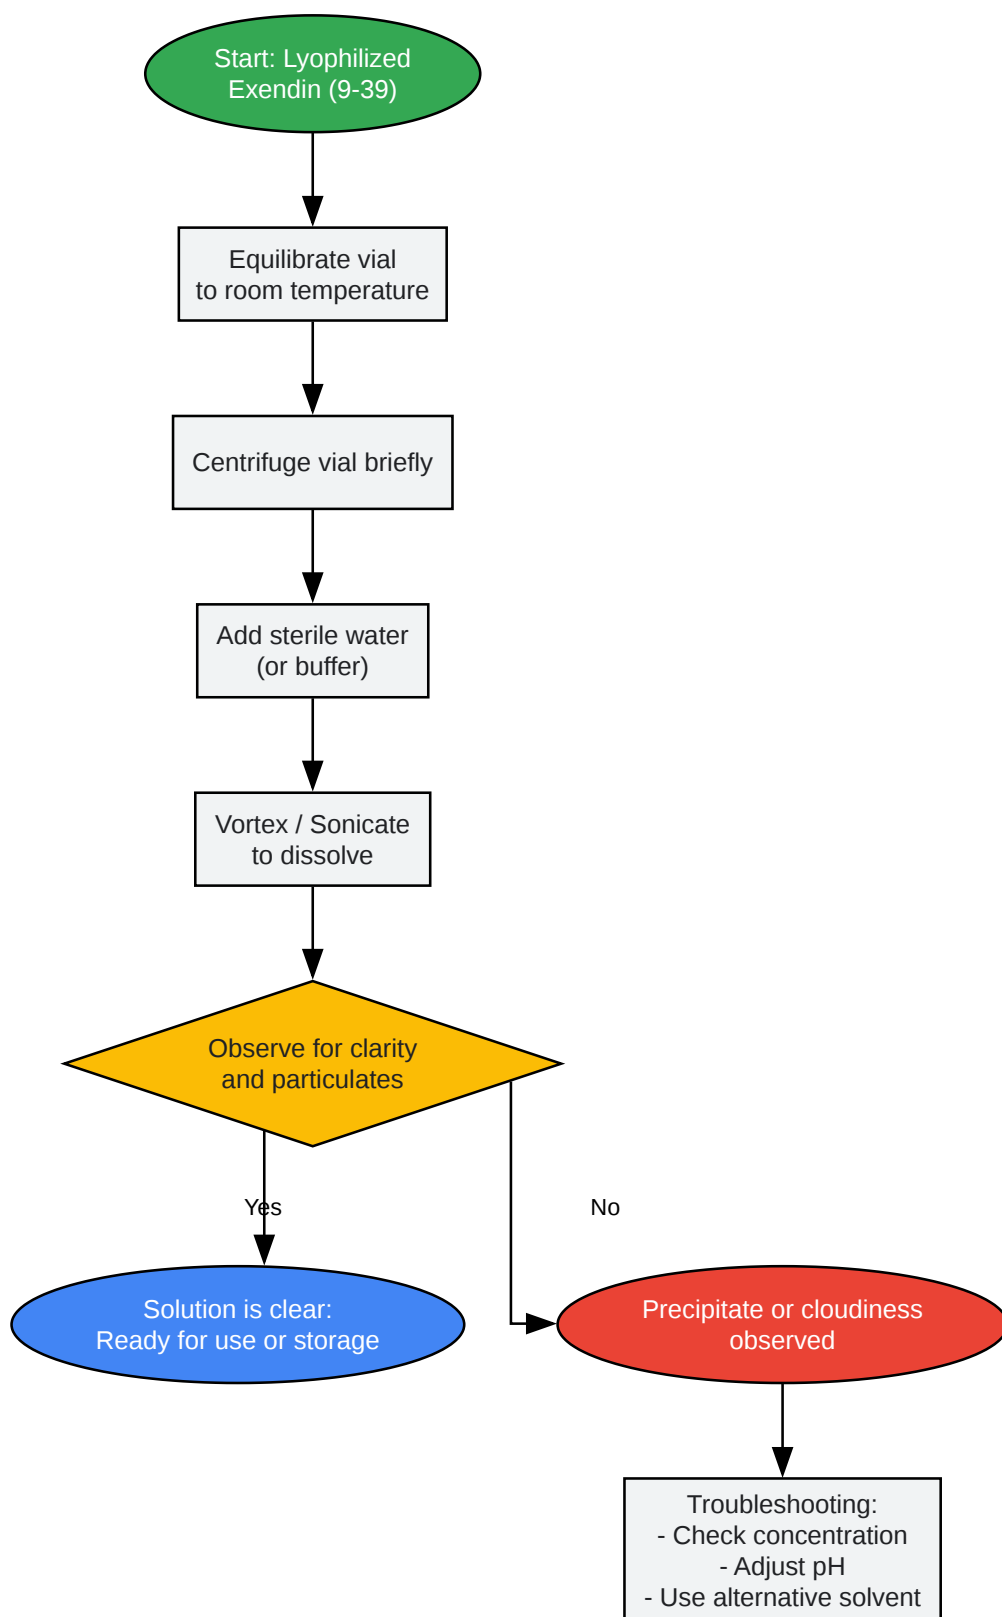 Start: Lyophilized
Exendin (9-39)
Equilibrate vial
to room temperature
Centrifuge vial briefly
Add sterile water
(or buffer)
Vortex / Sonicate
to dissolve
Observe for clarity
and particulates
Yes
No
Solution is clear:
Ready for use or storage
Precipitate or cloudiness
observed
Troubleshooting:
- Check concentration
- Adjust pH
- Use alternative solvent